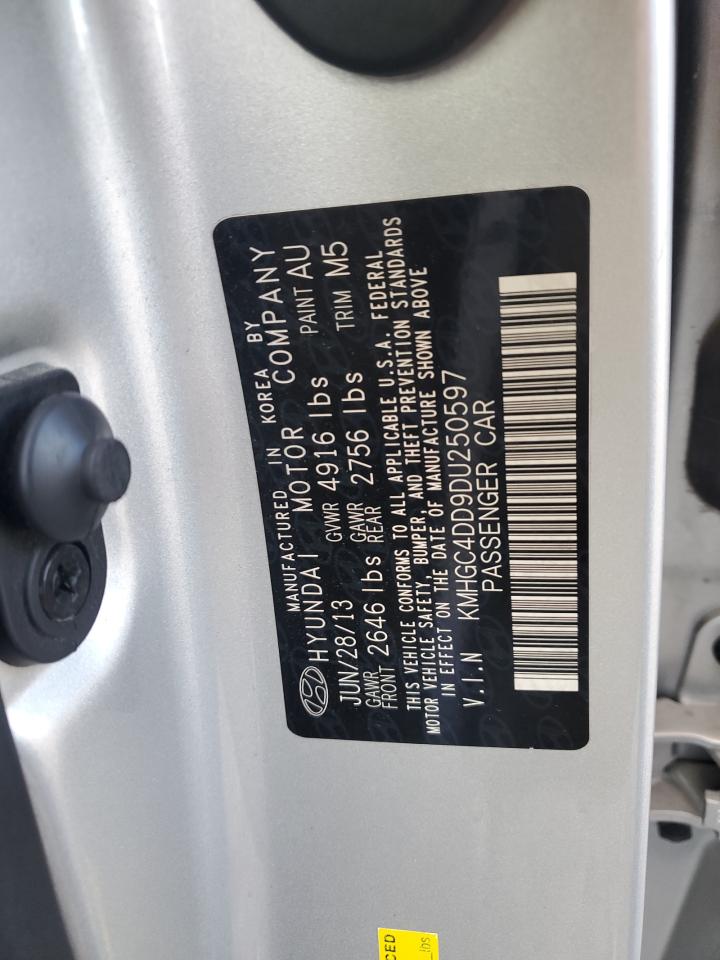 MANUFACTURED IN KOREA BY
HYUNDAI MOTOR COMPANY
JUN/28/13 GVWR 4916 lbs PAINT AU
GAWR FRONT 2646 lbs GAWR REAR 2756 lbs TRIM M5
THIS VEHICLE CONFORMS TO ALL APPLICABLE U.S.A. FEDERAL
MOTOR VEHICLE SAFETY, BUMPER, AND THEFT PREVENTION STANDARDS
IN EFFECT ON THE DATE OF MANUFACTURE SHOWN ABOVE
V.I.N KMHGC4DD9DU250597
PASSENGER CAR
CED
lbs